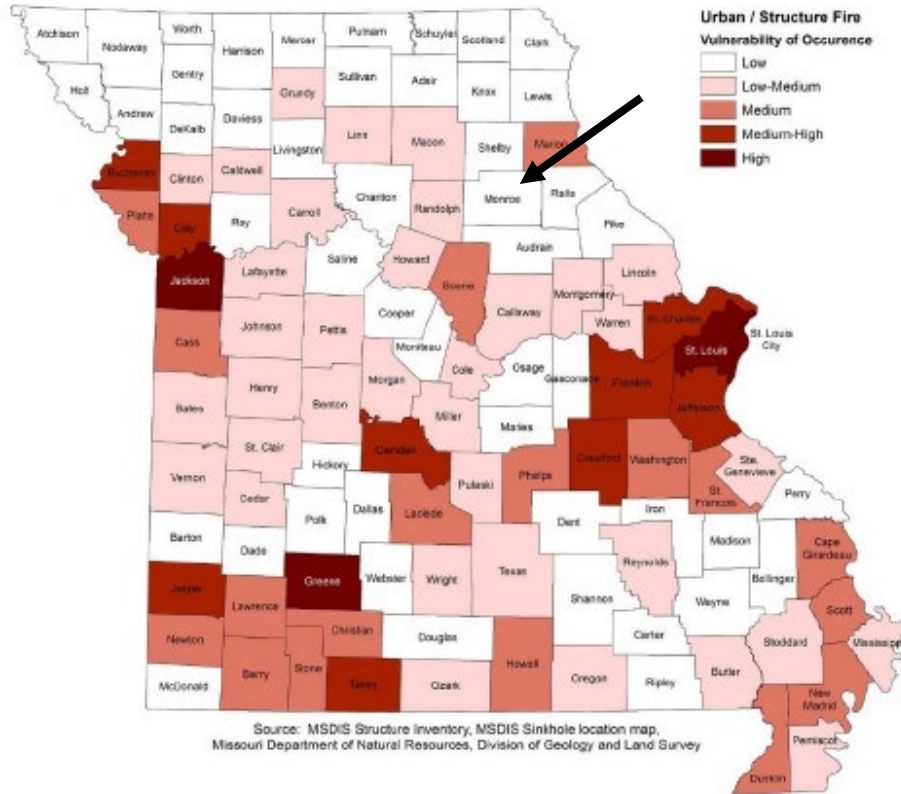 Urban / Structure Fire
Vulnerability of Occurence
Low
Low-Medium
Medium
Medium-High
High
Atchison
Nodaway
Worth
Harrison
Mercer
Putnam
Schuyler
Scotland
Clark
Holt
Gentry
Sullivan
Adair
Knox
Lewis
Andrew
DeKalb
Daviess
Grundy
Livingston
Linn
Macon
Shelby
Marion
Buchanan
Clinton
Caldwell
Chariton
Randolph
Monroe
Ralls
Pike
Platte
Clay
Ray
Carroll
Saline
Howard
Boone
Audrain
Lincoln
Jackson
Lafayette
Cooper
Callaway
Montgomery
Warren
St. Charles
St. Louis
St. Louis
City
Cass
Johnson
Pettis
Moniteau
Cole
Osage
Gasconade
Franklin
Jefferson
Bates
Henry
Benton
Morgan
Miller
Maries
St. Clair
Camden
Crawford
Washington
Ste.
Genevieve
Vernon
Hickory
Pulaski
Phelps
St.
Francois
Perry
Cedar
Polk
Dallas
Laclede
Dent
Iron
Madison
Cape
Girardeau
Barton
Dade
Greene
Webster
Wright
Texas
Reynolds
Bollinger
Jasper
Lawrence
Shannon
Wayne
Scott
Newton
Christian
Douglas
Carter
Stoddard
Mississippi
McDonald
Barry
Stone
Taney
Ozark
Howell
Oregon
Ripley
Butler
New
Madrid
Pemiscot
Dunklin
Source: MSDIS Structure Inventory, MSDIS Sinkhole location map,
Missouri Department of Natural Resources, Division of Geology and Land Survey